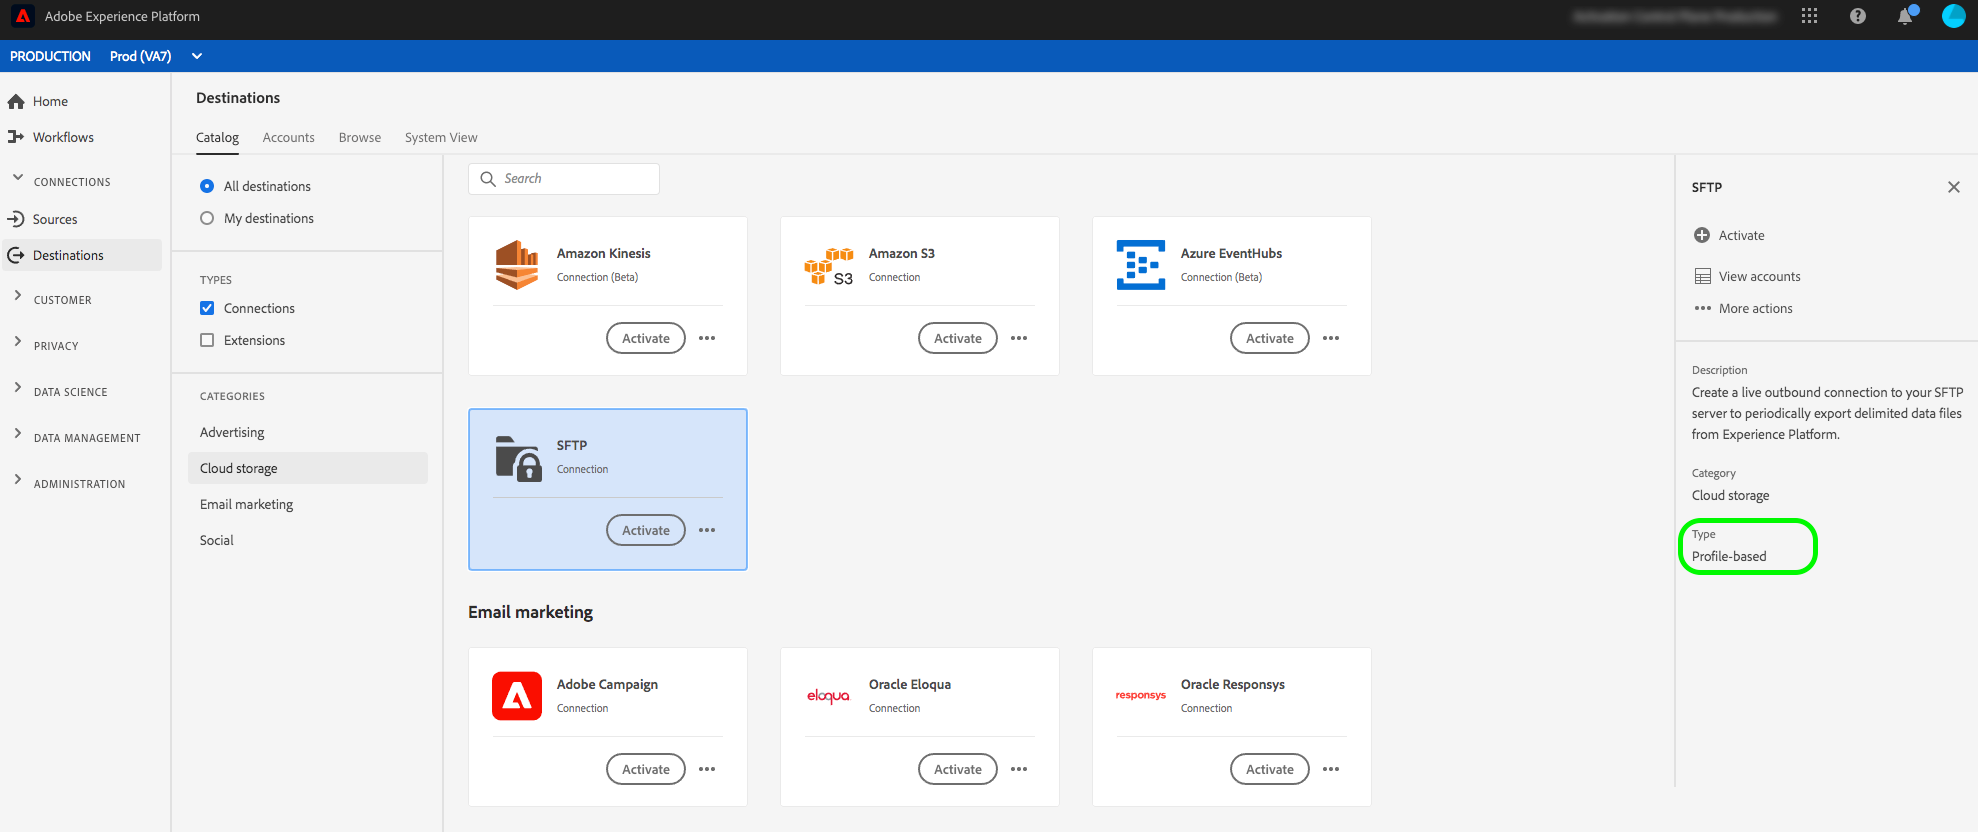 Adobe Experience Platform
PRODUCTION Prod (VA7)
Home
Workflows
CONNECTIONS
Sources
Destinations
CUSTOMER
PRIVACY
DATA SCIENCE
DATA MANAGEMENT
ADMINISTRATION
Destinations
Catalog Accounts Browse System View
All destinations
My destinations
TYPES
Connections
Extensions
CATEGORIES
Advertising
Cloud storage
Email marketing
Social
Search
Amazon Kinesis
Connection (Beta)
Activate
Amazon S3
S3
Connection
Activate
Azure EventHubs
Connection (Beta)
Activate
SFTP
Connection
Activate
Email marketing
Adobe Campaign
Connection
Activate
eloqua
Oracle Eloqua
Connection
Activate
responsys
Oracle Responsys
Connection
Activate
SFTP
Activate
View accounts
More actions
Description
Create a live outbound connection to your SFTP
server to periodically export delimited data files
from Experience Platform.
Category
Cloud storage
Type
Profile-based